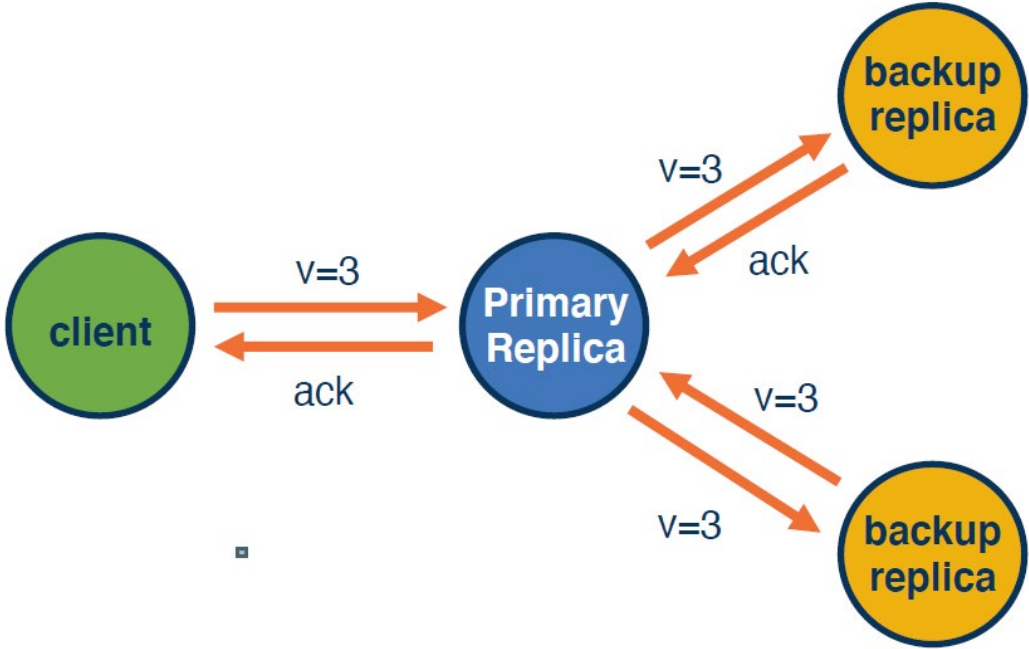 backup
replica
v=3
ack
v=3
client
ack
Primary
Replica
v=3
v=3
backup
replica